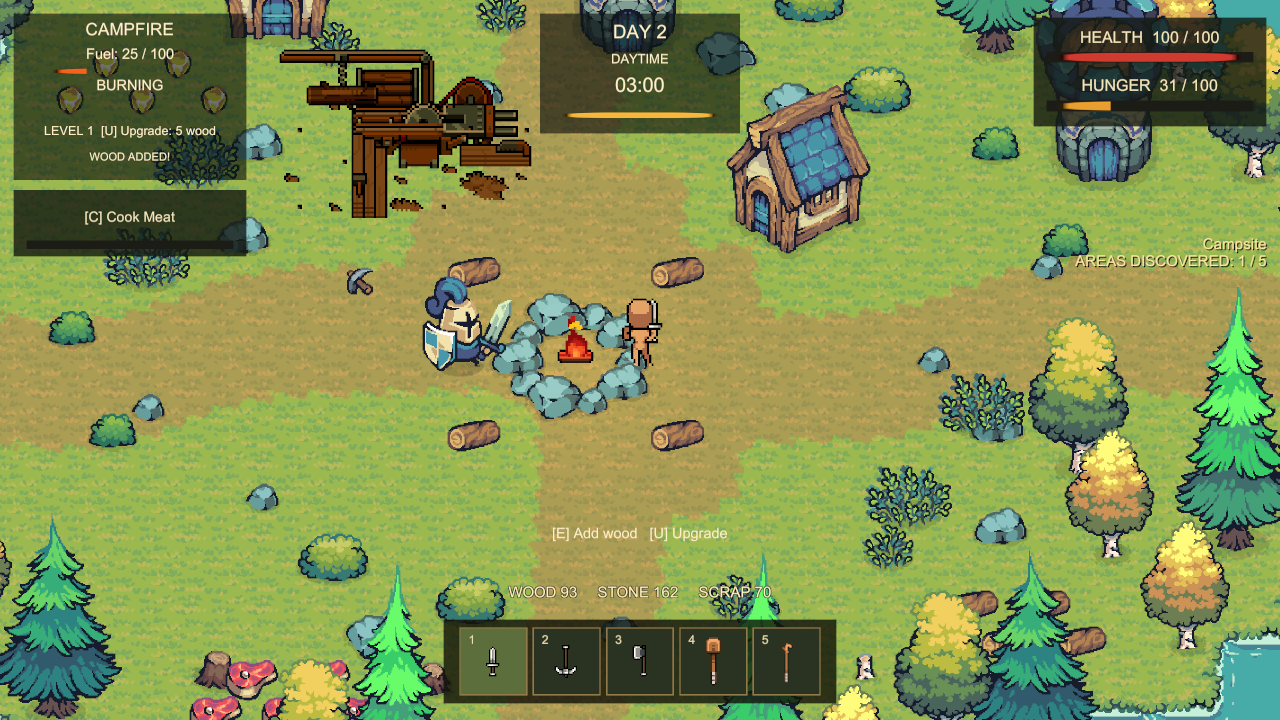 CAMPFIRE
Fuel: 25 / 100
BURNING
LEVEL 1 [U] Upgrade: 5 wood
WOOD ADDED!
[C] Cook Meat
DAY 2
DAYTIME
03:00
HEALTH 100 / 100
HUNGER 31 / 100
Campsite
AREAS DISCOVERED: 1 / 5
[E] Add wood [U] Upgrade
WOOD 93 STONE 162 SCRAP 70
1 2 3 4 5